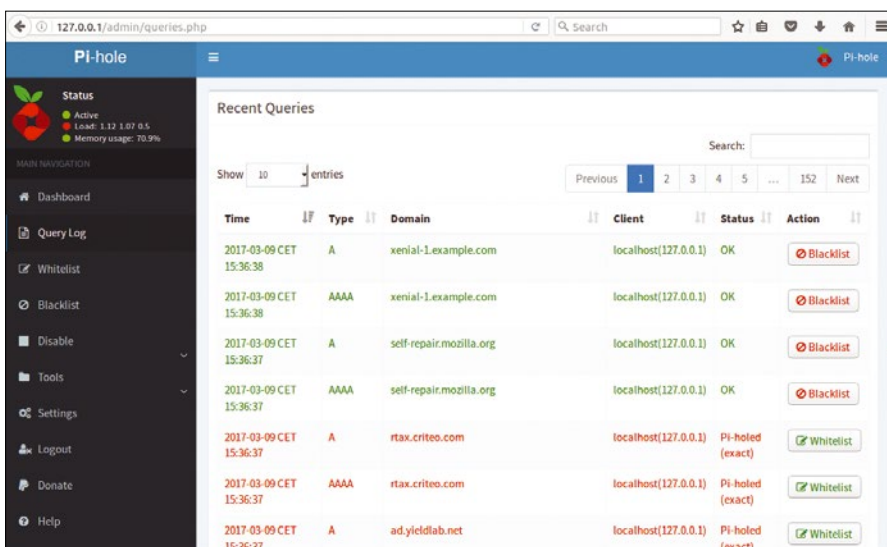 127.0.0.1/admin/queries.php
Search
Pi-hole
Pi-hole
Status
Active
Load: 1.12 1.07 0.5
Memory usage: 70.9%
MAIN NAVIGATION
Dashboard
Query Log
Whitelist
Blacklist
Disable
Tools
Settings
Logout
Donate
Help
Recent Queries
Search:
Show 10 entries
Previous 1 2 3 4 5 ... 152 Next
Time Type Domain Client Status Action
2017-03-09 CET A xenial-1.example.com localhost(127.0.0.1) OK Blacklist
15:36:38
2017-03-09 CET AAAA xenial-1.example.com localhost(127.0.0.1) OK Blacklist
15:36:38
2017-03-09 CET A self-repair.mozilla.org localhost(127.0.0.1) OK Blacklist
15:36:37
2017-03-09 CET AAAA self-repair.mozilla.org localhost(127.0.0.1) OK Blacklist
15:36:37
2017-03-09 CET A rtax.criteo.com localhost(127.0.0.1) Pi-holed Whitelist
15:36:37 (exact)
2017-03-09 CET AAAA rtax.criteo.com localhost(127.0.0.1) Pi-holed Whitelist
15:36:37 (exact)
2017-03-09 CET A ad.yieldlab.net localhost(127.0.0.1) Pi-holed Whitelist
15:36:37 (exact)